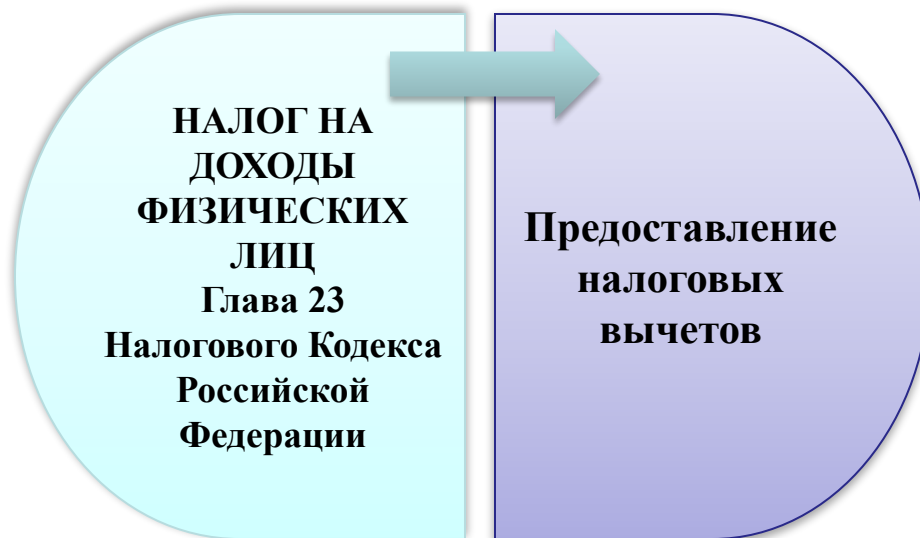 НАЛОГ НА
ДОХОДЫ
ФИЗИЧЕСКИХ
ЛИЦ
Глава 23
Налогового Кодекса
Российской
Федерации
Предоставление
налоговых
вычетов